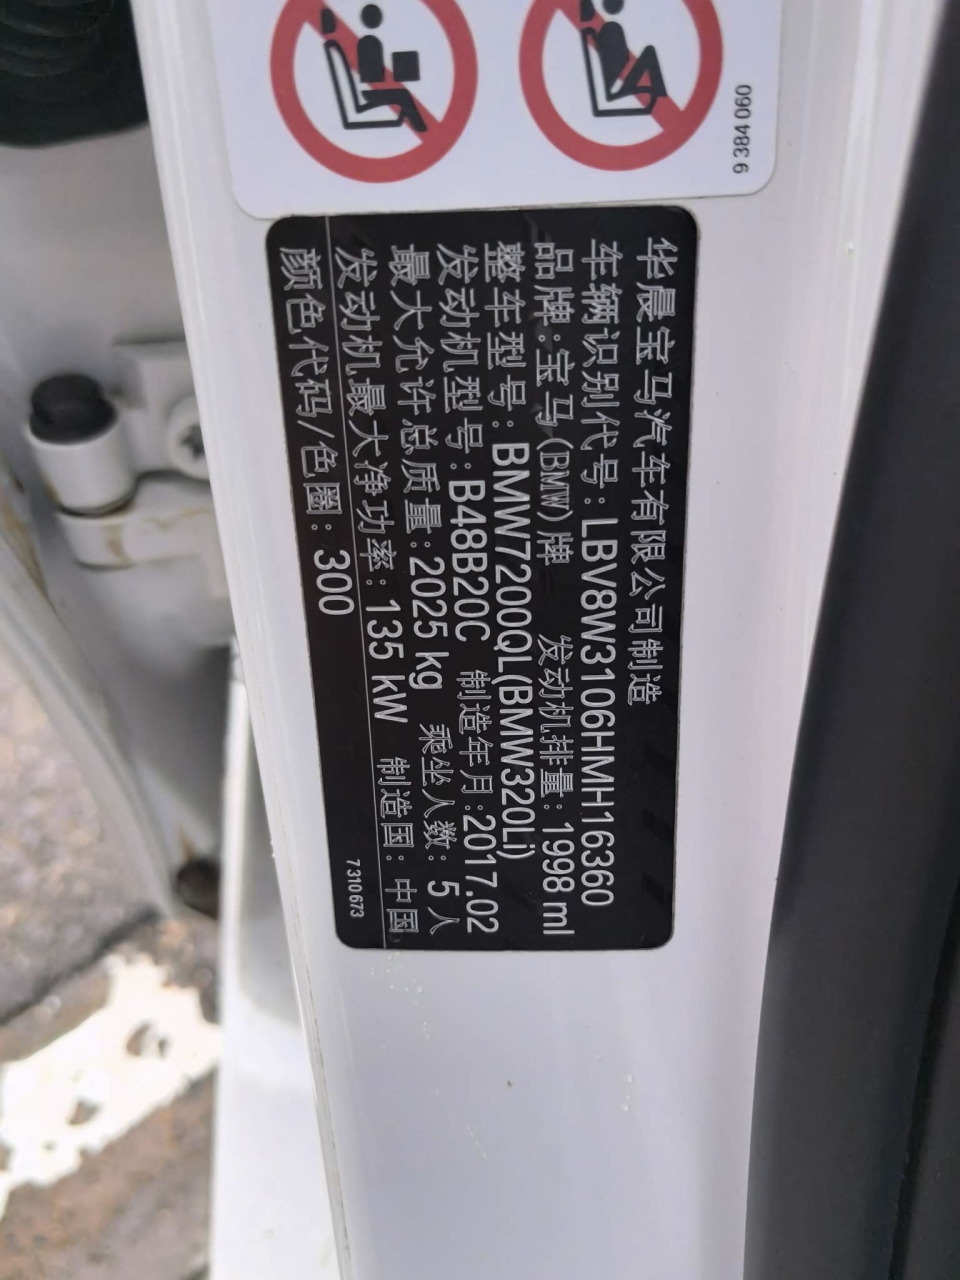 9 384 060
华晨宝马汽车有限公司制造
车辆识别代号:LBV8W3106HMH16360
品牌:宝马(BMW)牌 发动机排量:1998 ml
整车型号:BMW7200QL(BMW320Li)
发动机型号:B48B20C 制造年月:2017.02
最大允许总质量:2025 kg 乘坐人数:5人
发动机最大净功率:135 kW 制造国:中国
颜色代码/色圈:300
7 310 673